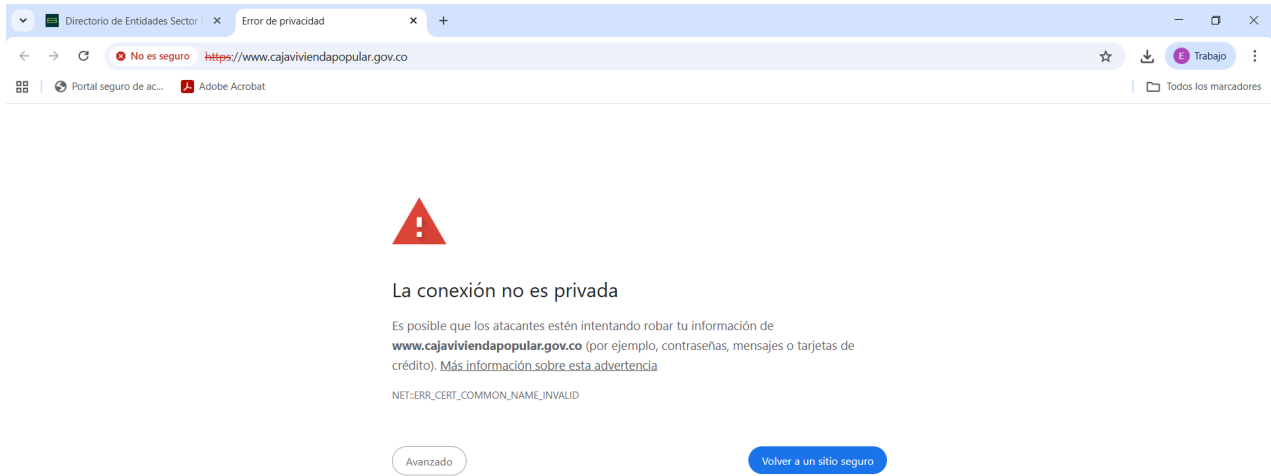 Directorio de Entidades Sector
Error de privacidad
No es seguro https://www.cajaviviendapopular.gov.co
E Trabajo
Portal seguro de ac... Adobe Acrobat
Todos los marcadores
La conexión no es privada
Es posible que los atacantes estén intentando robar tu información de
www.cajaviviendapopular.gov.co (por ejemplo, contraseñas, mensajes o tarjetas de
crédito). Más información sobre esta advertencia
NET::ERR_CERT_COMMON_NAME_INVALID
Avanzado
Volver a un sitio seguro